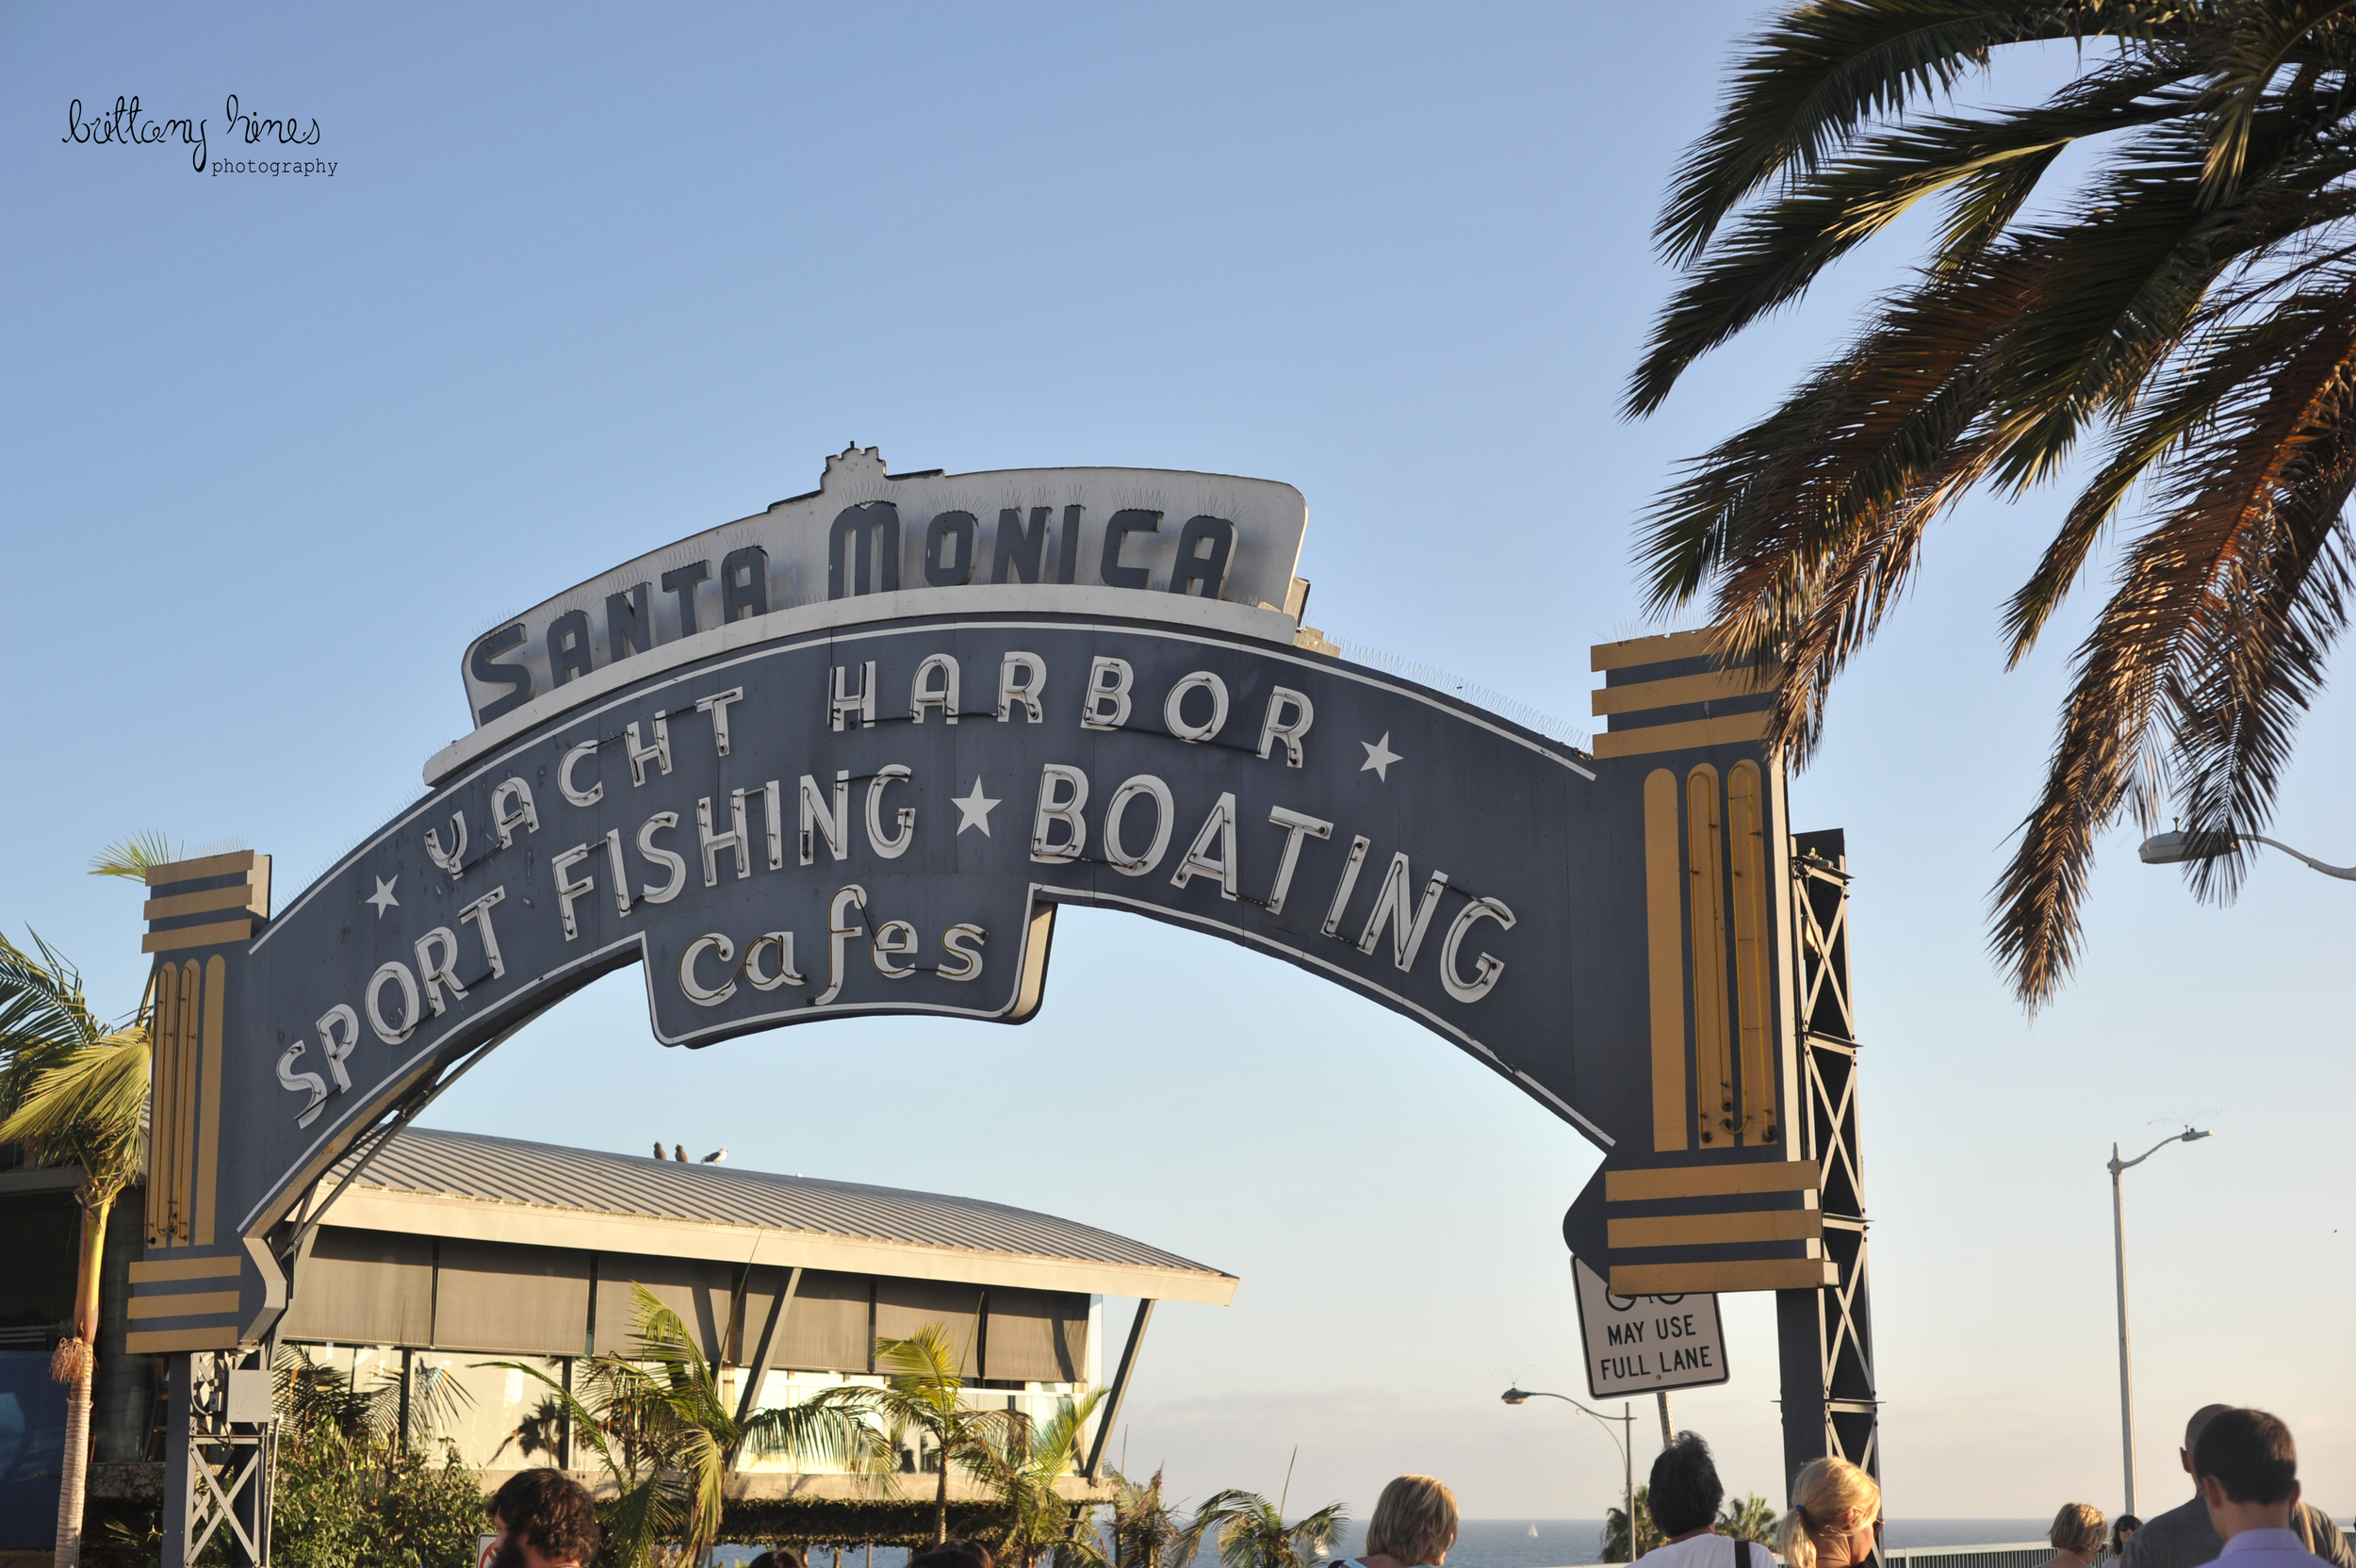 brittany hines
photography
SANTA MONICA
★ YACHT HARBOR ★
SPORT FISHING ★ BOATING
cafes
MAY USE
FULL LANE